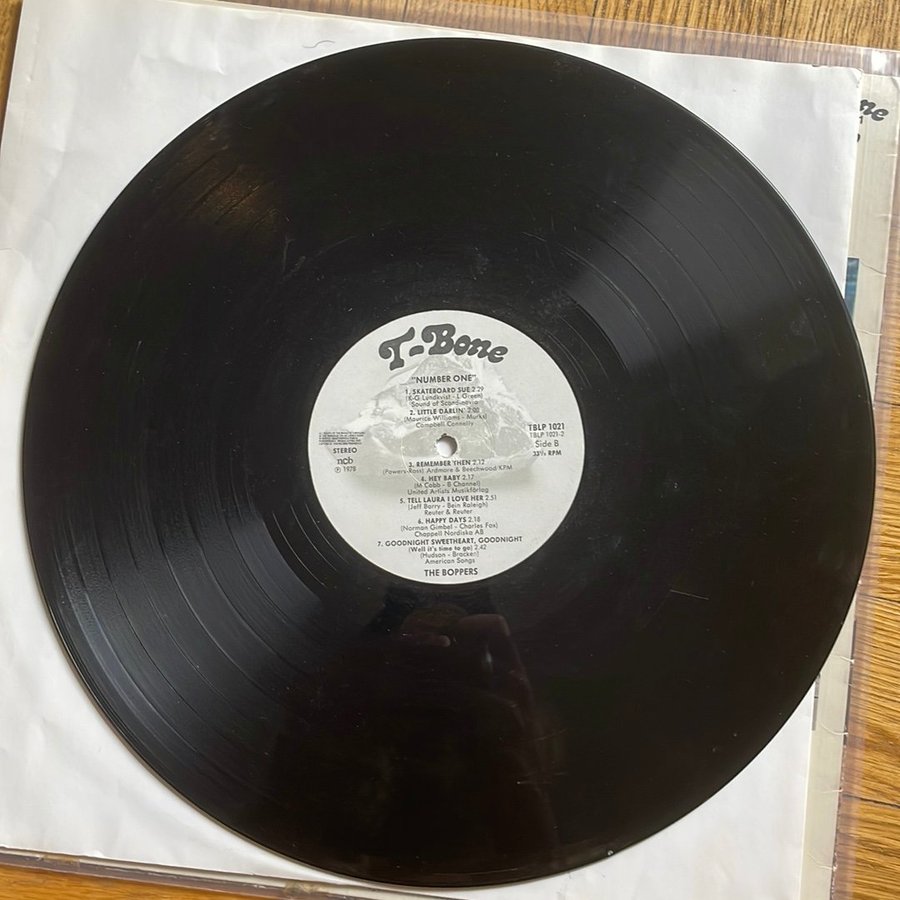 T-Bone
"NUMBER ONE"
1. SKATEBOARD SUE 2.29
(K-G Lundkvist - L Green)
Sound of Scandinavia
2. LITTLE DARLIN' 2:08
(Maurice Williams - Murks)
Campbell Connelly
TBLP 1021
TBLP 1021-2
Side B
33⅓ RPM
STEREO
ncb
Ⓟ 1978
3. REMEMBER THEN 2.12
(Powers-Ross) Ardmore & Beechwood/KPM
4. HEY BABY 2.17
(M Cobb - B Channel)
United Artists Musikförlag
5. TELL LAURA I LOVE HER 2.51
(Jeff Barry - Bein Raleigh)
Reuter & Reuter
6. HAPPY DAYS 2.18
(Norman Gimbel - Charles Fox)
Chappell Nordiska AB
7. GOODNIGHT SWEETHEART, GOODNIGHT
(Well it's time to go) 2.42
(Hudson - Bracken)
American Songs
THE BOPPERS
ne